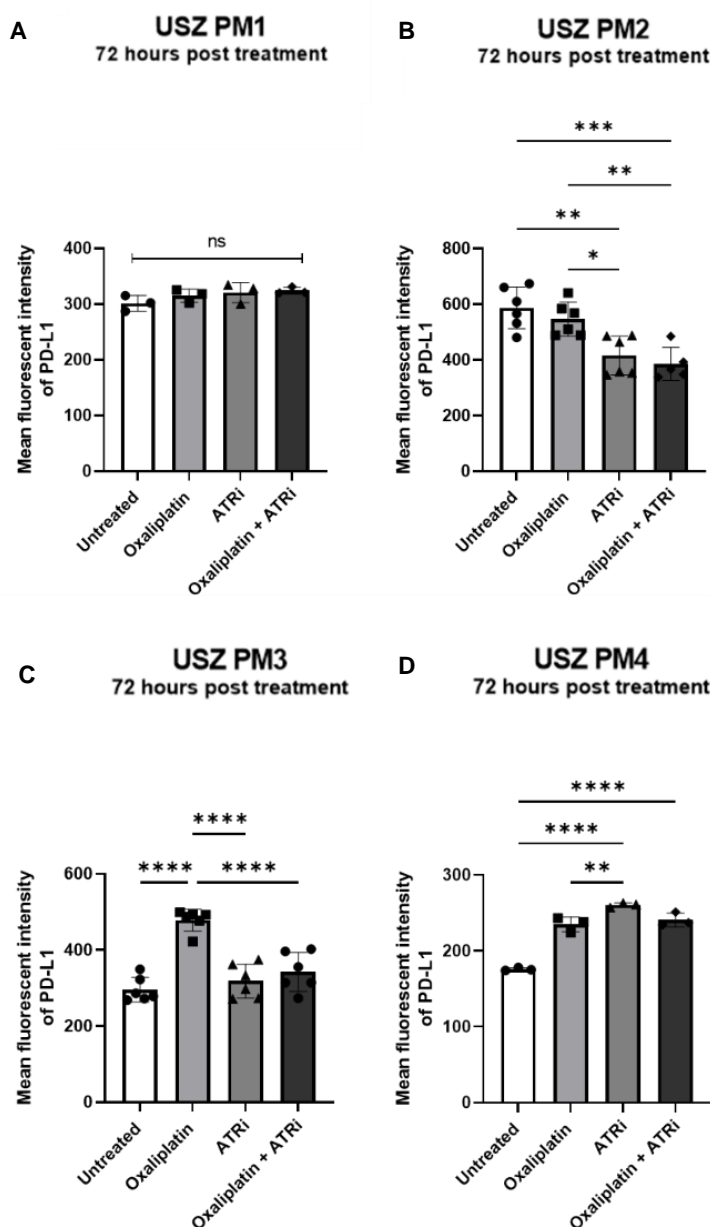 A
USZ PM1
72 hours post treatment
Mean fluorescent intensity
of PD-L1
400
300
200
100
0
ns
Untreated
Oxaliplatin
ATRi
Oxaliplatin + ATRi
B
USZ PM2
72 hours post treatment
Mean fluorescent intensity
of PD-L1
800
600
400
200
0
***
**
**
*
Untreated
Oxaliplatin
ATRi
Oxaliplatin + ATRi
C
USZ PM3
72 hours post treatment
Mean fluorescent intensity
of PD-L1
600
400
200
0
****
****
****
Untreated
Oxaliplatin
ATRi
Oxaliplatin + ATRi
D
USZ PM4
72 hours post treatment
Mean fluorescent intensity
of PD-L1
300
200
100
0
****
****
**
Untreated
Oxaliplatin
ATRi
Oxaliplatin + ATRi